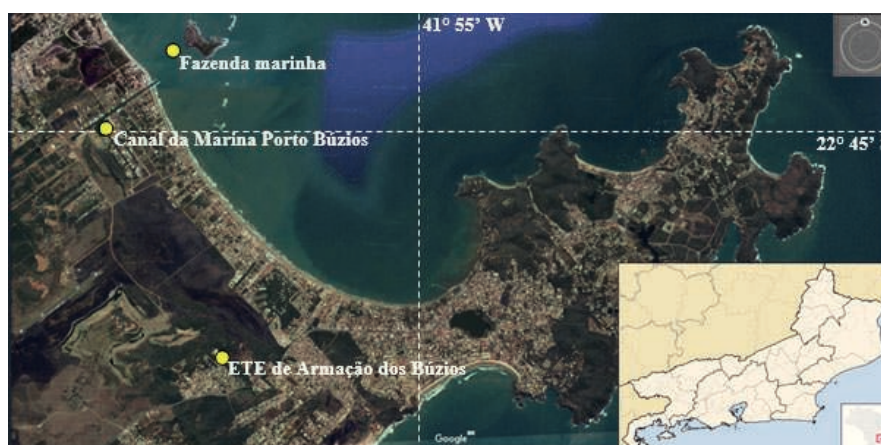 41° 55’ W
Fazenda marinha
Canal da Marina Porto Búzios
22° 45’
ETE de Armação dos Búzios
Google